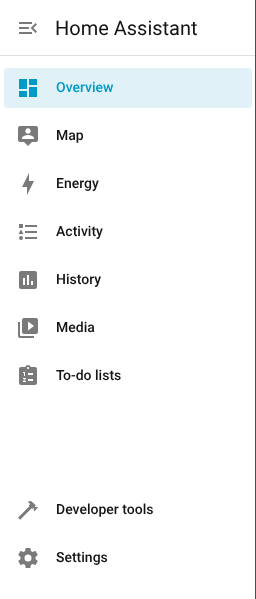 Home Assistant
Overview
Map
Energy
Activity
History
Media
To-do lists
Developer tools
Settings